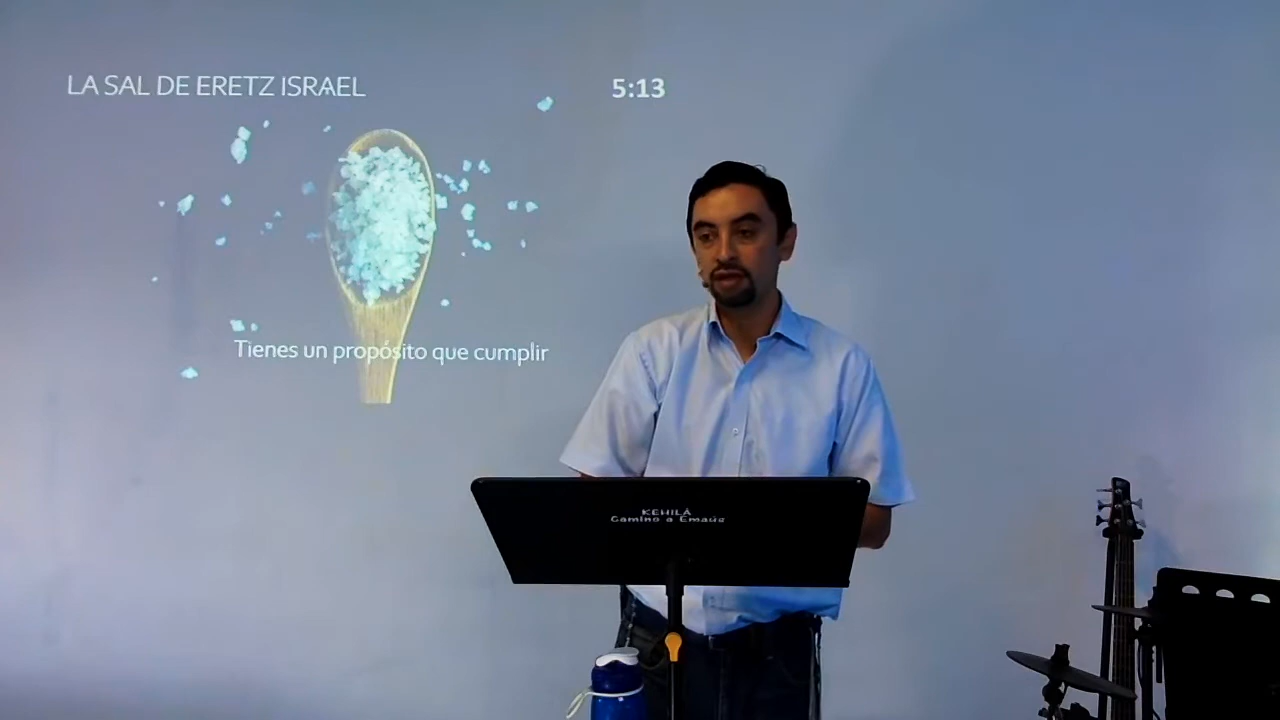 LA SAL DE ERETZ ISRAEL
5:13
Tienes un propósito que cumplir
KEHILÁ
Camino a Emaús